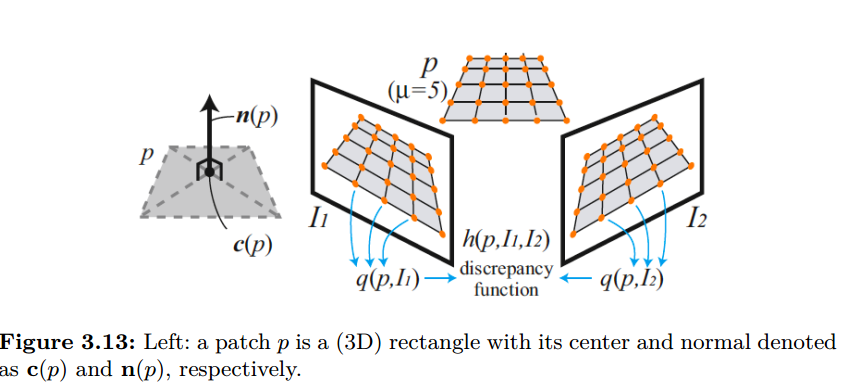 p
(μ=5)
n(p)
p
c(p)
I1
I2
h(p,I1,I2)
discrepancy
function
q(p,I1)
q(p,I2)
Figure 3.13: Left: a patch p is a (3D) rectangle with its center and normal denoted
as c(p) and n(p), respectively.